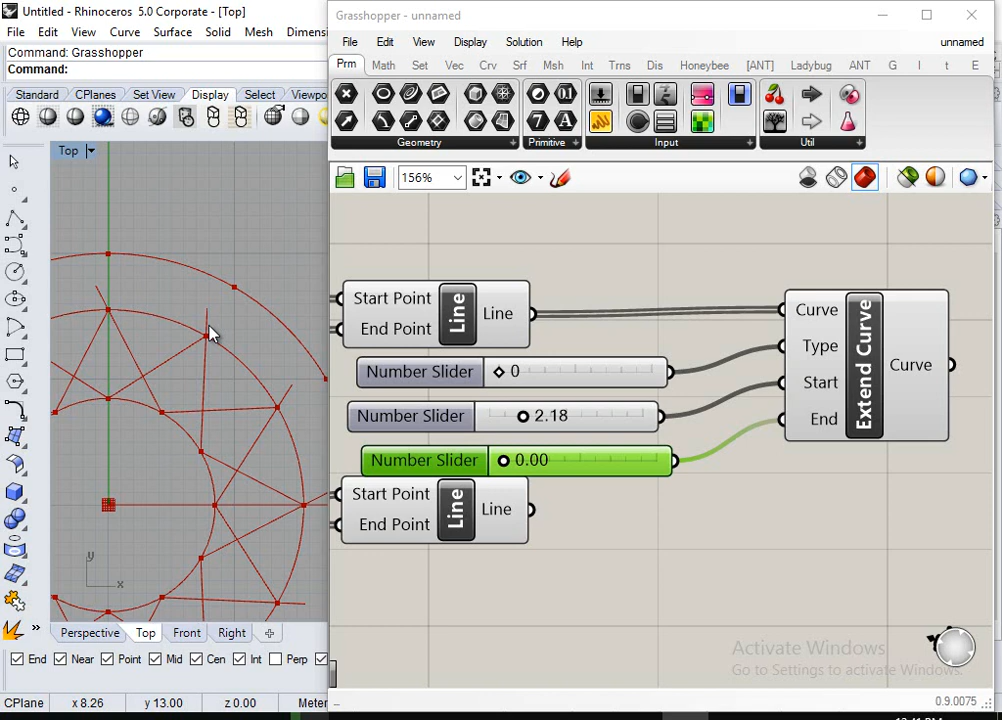 Untitled - Rhinoceros 5.0 Corporate - [Top]
File Edit View Curve Surface Solid Mesh Dimens
Command: Grasshopper
Command:
Standard CPlanes Set View Display Select Viewpo
Top
y
x
Perspective Top Front Right
End Near Point Mid Cen Int Perp
CPlane x 8.26 y 13.00 z 0.00 Meter
Grasshopper - unnamed
File Edit View Display Solution Help unnamed
Prm Math Set Vec Crv Srf Msh Int Trns Dis Honeybee [ANT] Ladybug ANT G I t E
Geometry Primitive Input Util
156%
Start Point
End Point
Line
Line
Number Slider 0
Number Slider 2.18
Number Slider 0.00
Start Point
End Point
Line
Line
Curve
Type
Start
End
Extend Curve
Curve
Activate Windows
Go to Settings to activate Windows.
0.9.0075